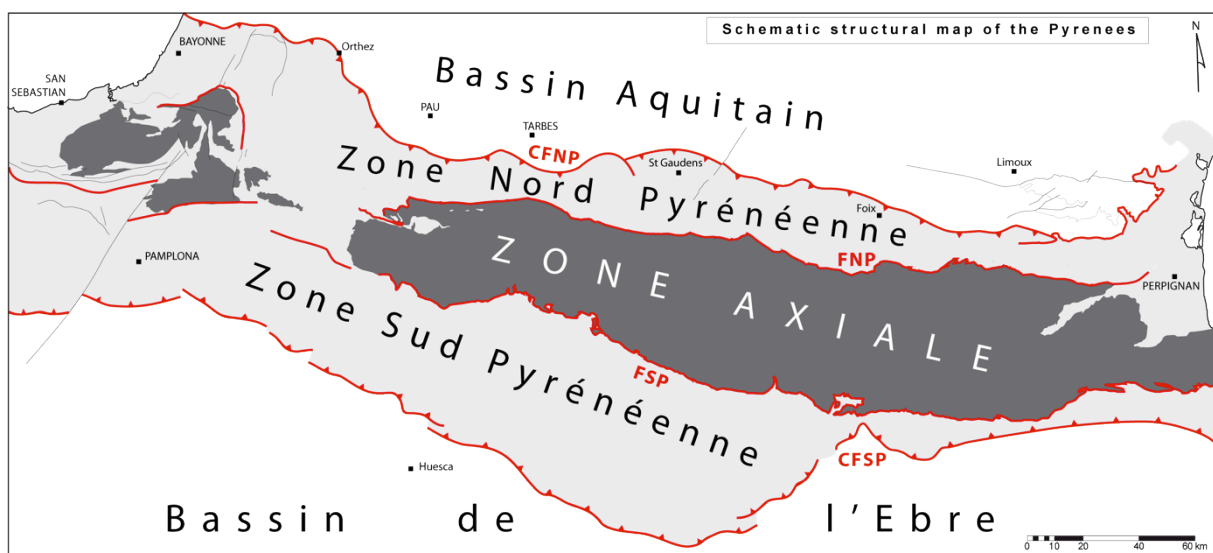 Schematic structural map of the Pyrenees
N
BAYONNE
Orthez
SAN
SEBASTIAN
Bassin Aquitain
PAU
TARBES
CFNP
St Gaudens
Limoux
Zone Nord Pyrénéenne
Foix
FNP
PAMPLONA
PERPIGNAN
ZONE AXIALE
Zone Sud Pyrénéenne
FSP
CFSP
Huesca
Bassin de l'Ebre
0 10 20 40 60 km